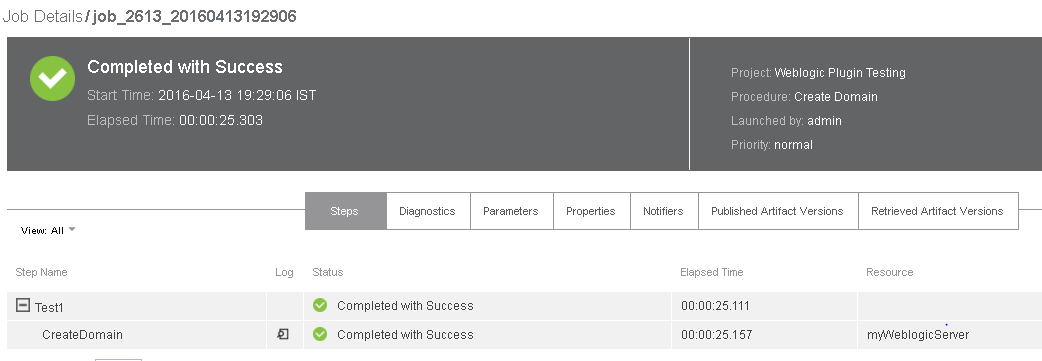 Job Details/job_2613_20160413192906
Completed with Success
Start Time: 2016-04-13 19:29:06 IST
Elapsed Time: 00:00:25.303
Project: Weblogic Plugin Testing
Procedure: Create Domain
Launched by: admin
Priority: normal
Steps Diagnostics Parameters Properties Notifiers Published Artifact Versions Retrieved Artifact Versions
View: All
Step Name Log Status Elapsed Time Resource
Test1 Completed with Success 00:00:25.111
CreateDomain Completed with Success 00:00:25.157 myWeblogicServer